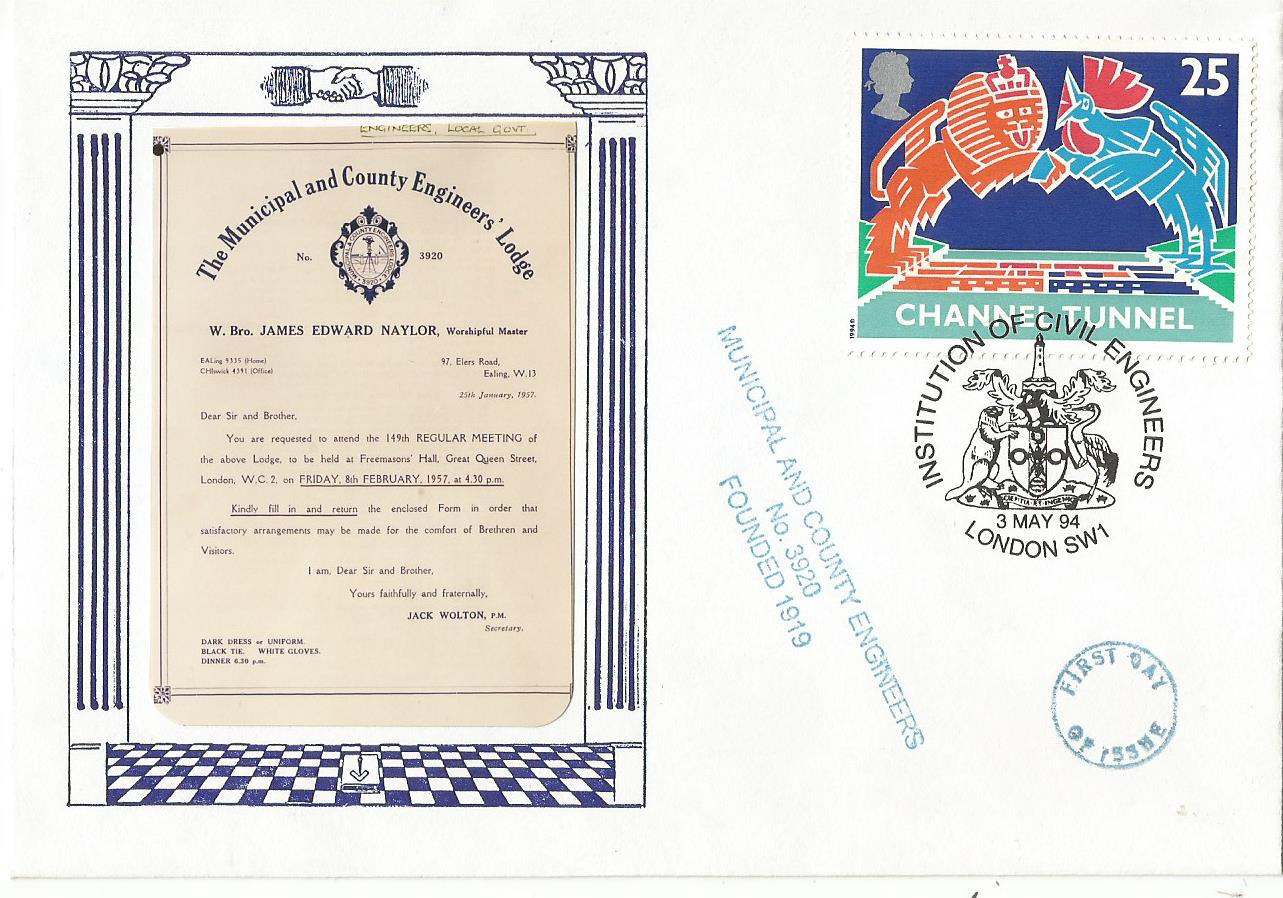 ENGINEERS, LOCAL GOVT.
The Municipal and County Engineers' Lodge
No. 3920
W. Bro. JAMES EDWARD NAYLOR, Worshipful Master
EALing 9335 (Home)
CHIswick 4391 (Office)
97, Elers Road,
Ealing, W.13
25th January, 1957.
Dear Sir and Brother,
You are requested to attend the 149th REGULAR MEETING of
the above Lodge, to be held at Freemasons' Hall, Great Queen Street,
London, W.C. 2, on FRIDAY, 8th FEBRUARY, 1957, at 4.30 p.m.
Kindly fill in and return the enclosed Form in order that
satisfactory arrangements may be made for the comfort of Brethren and
Visitors.
I am, Dear Sir and Brother,
Yours faithfully and fraternally,
JACK WOLTON, P.M.
Secretary.
DARK DRESS or UNIFORM.
BLACK TIE. WHITE GLOVES.
DINNER 6.30 p.m.
25
1994©
CHANNEL TUNNEL
INSTITUTION OF CIVIL ENGINEERS
SCIENTIA ET INGENIO
3 MAY 94
LONDON SW1
MUNICIPAL AND COUNTY ENGINEERS
No. 3920
FOUNDED 1919
FIRST DAY
OF ISSUE